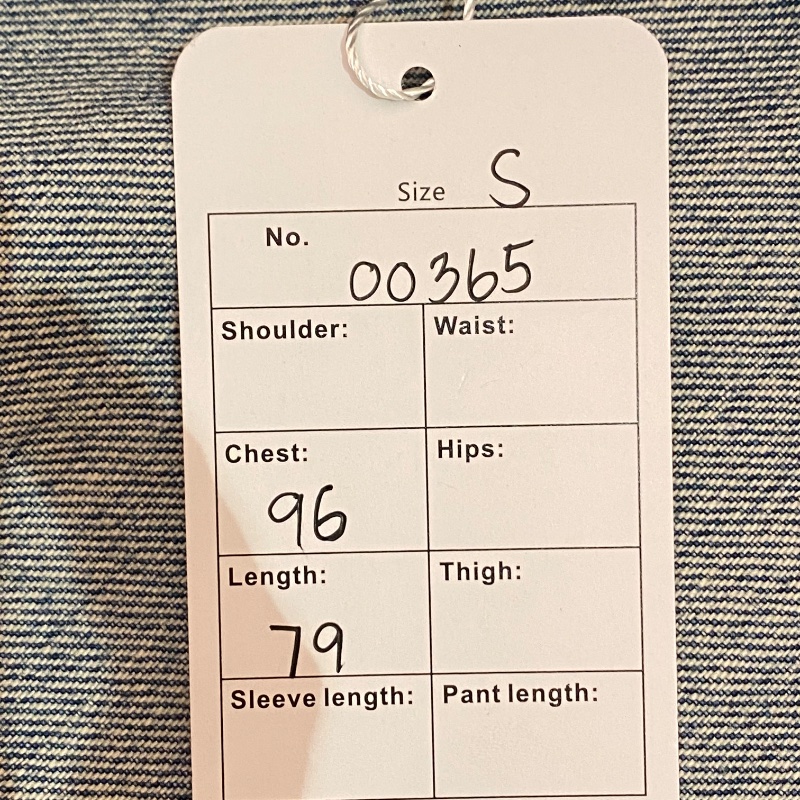 Size S
No.
00365
Shoulder: Waist:
Chest: Hips:
96
Length: Thigh:
79
Sleeve length: Pant length: